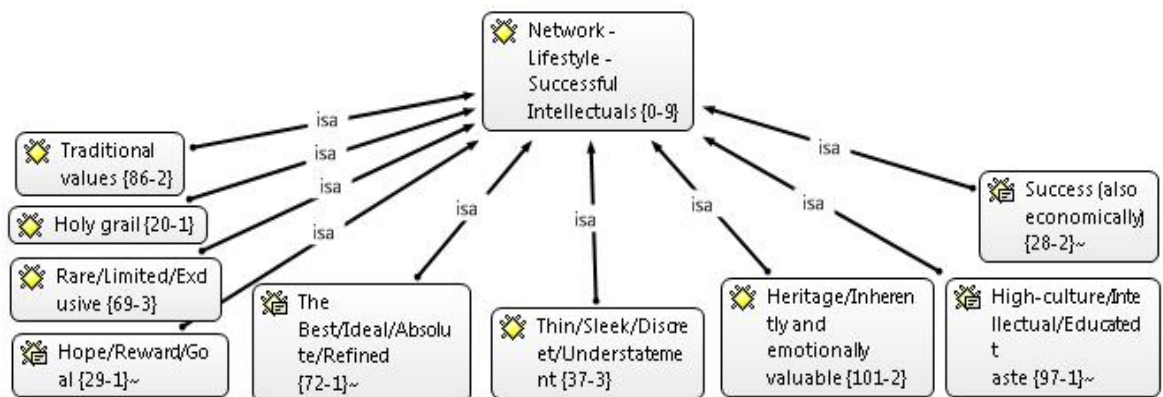 Network -
Lifestyle -
Successful
Intellectuals {0-9}
isa
isa
isa
isa
isa
isa
isa
isa
isa
Traditional
values {86-2}
Holy grail {20-1}
Rare/Limited/Excl
usive {69-3}
Hope/Reward/Go
al {29-1}~
The
Best/Ideal/Absolu
te/Refined
{72-1}~
Thin/Sleek/Discre
et/Understateme
nt {37-3}
Heritage/Inheren
tly and
emotionally
valuable {101-2}
Success (also
economically)
{28-2}~
High-culture/Inte
llectual/Educated
t
aste {97-1}~